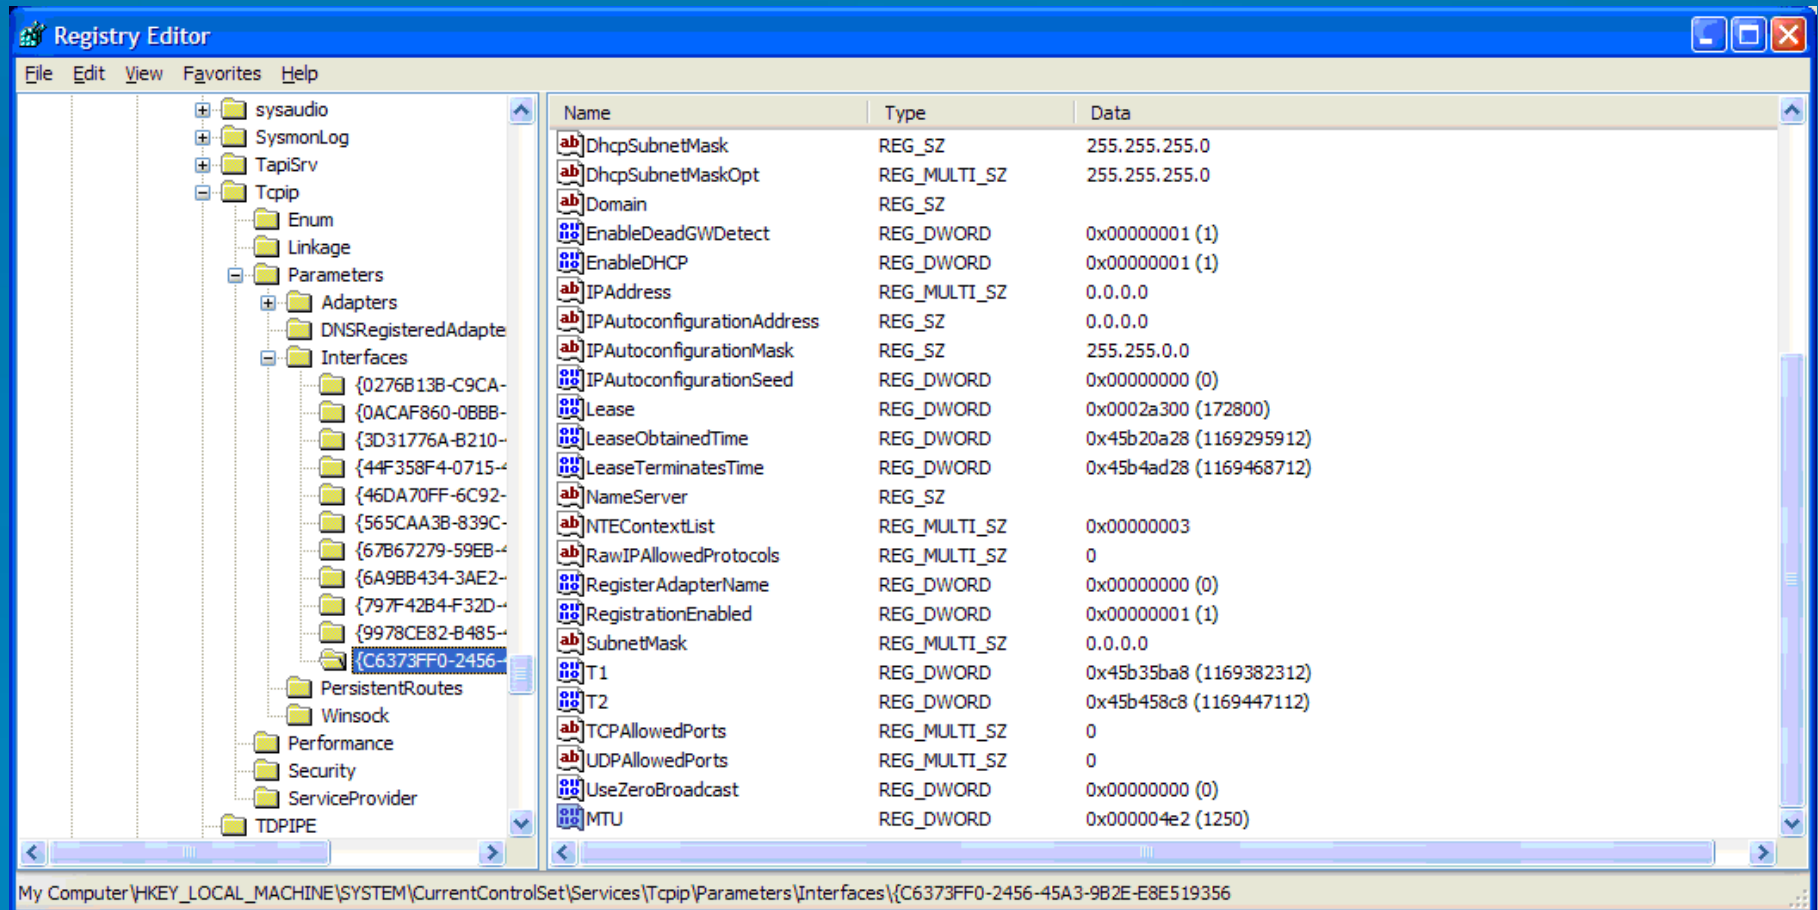 Registry Editor
File Edit View Favorites Help
sysaudio
SysmonLog
TapiSrv
Tcpip
Enum
Linkage
Parameters
Adapters
DNSRegisteredAdapte
Interfaces
{0276B13B-C9CA-
{0ACAF860-0BBB-
{3D31776A-B210-
{44F358F4-0715-4
{46DA70FF-6C92-
{565CAA3B-839C-
{67B67279-59EB-4
{6A9BB434-3AE2-
{797F42B4-F32D-4
{9978CE82-B485-4
{C6373FF0-2456-4
PersistentRoutes
Winsock
Performance
Security
ServiceProvider
TDPIPE
Name Type Data
DhcpSubnetMask REG_SZ 255.255.255.0
DhcpSubnetMaskOpt REG_MULTI_SZ 255.255.255.0
Domain REG_SZ
EnableDeadGWDetect REG_DWORD 0x00000001 (1)
EnableDHCP REG_DWORD 0x00000001 (1)
IPAddress REG_MULTI_SZ 0.0.0.0
IPAutoconfigurationAddress REG_SZ 0.0.0.0
IPAutoconfigurationMask REG_SZ 255.255.0.0
IPAutoconfigurationSeed REG_DWORD 0x00000000 (0)
Lease REG_DWORD 0x0002a300 (172800)
LeaseObtainedTime REG_DWORD 0x45b20a28 (1169295912)
LeaseTerminatesTime REG_DWORD 0x45b4ad28 (1169468712)
NameServer REG_SZ
NTEContextList REG_MULTI_SZ 0x00000003
RawIPAllowedProtocols REG_MULTI_SZ 0
RegisterAdapterName REG_DWORD 0x00000000 (0)
RegistrationEnabled REG_DWORD 0x00000001 (1)
SubnetMask REG_MULTI_SZ 0.0.0.0
T1 REG_DWORD 0x45b35ba8 (1169382312)
T2 REG_DWORD 0x45b458c8 (1169447112)
TCPAllowedPorts REG_MULTI_SZ 0
UDPAllowedPorts REG_MULTI_SZ 0
UseZeroBroadcast REG_DWORD 0x00000000 (0)
MTU REG_DWORD 0x000004e2 (1250)
My Computer\HKEY_LOCAL_MACHINE\SYSTEM\CurrentControlSet\Services\Tcpip\Parameters\Interfaces\{C6373FF0-2456-45A3-9B2E-E8E519356